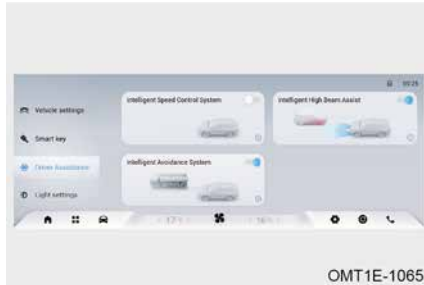 Vehicle settings
Smart key
Driver Assistance
Light settings
Intelligent Speed Control System
Intelligent High Beam Assist
Intelligent Avoidance System
OMT1E-1065